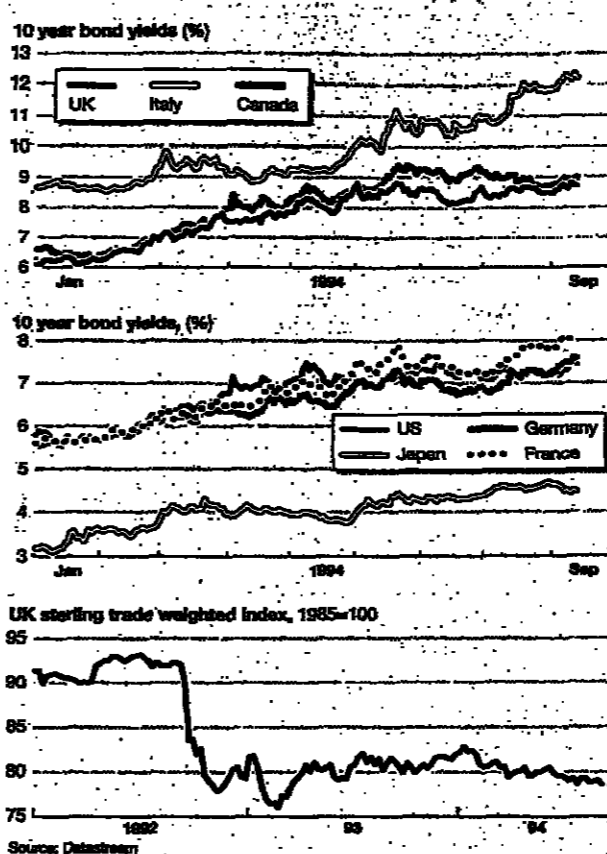 10 year bond yields (%)
13
12
11
10
9
8
7
6
UK Italy Canada
Jan 1994 Sep
10 year bond yields, (%)
8
7
6
5
4
3
US Germany
Japan France
Jan 1994 Sep
UK sterling trade weighted index, 1985=100
95
90
85
80
75
1992 93 94
Source: Datastream